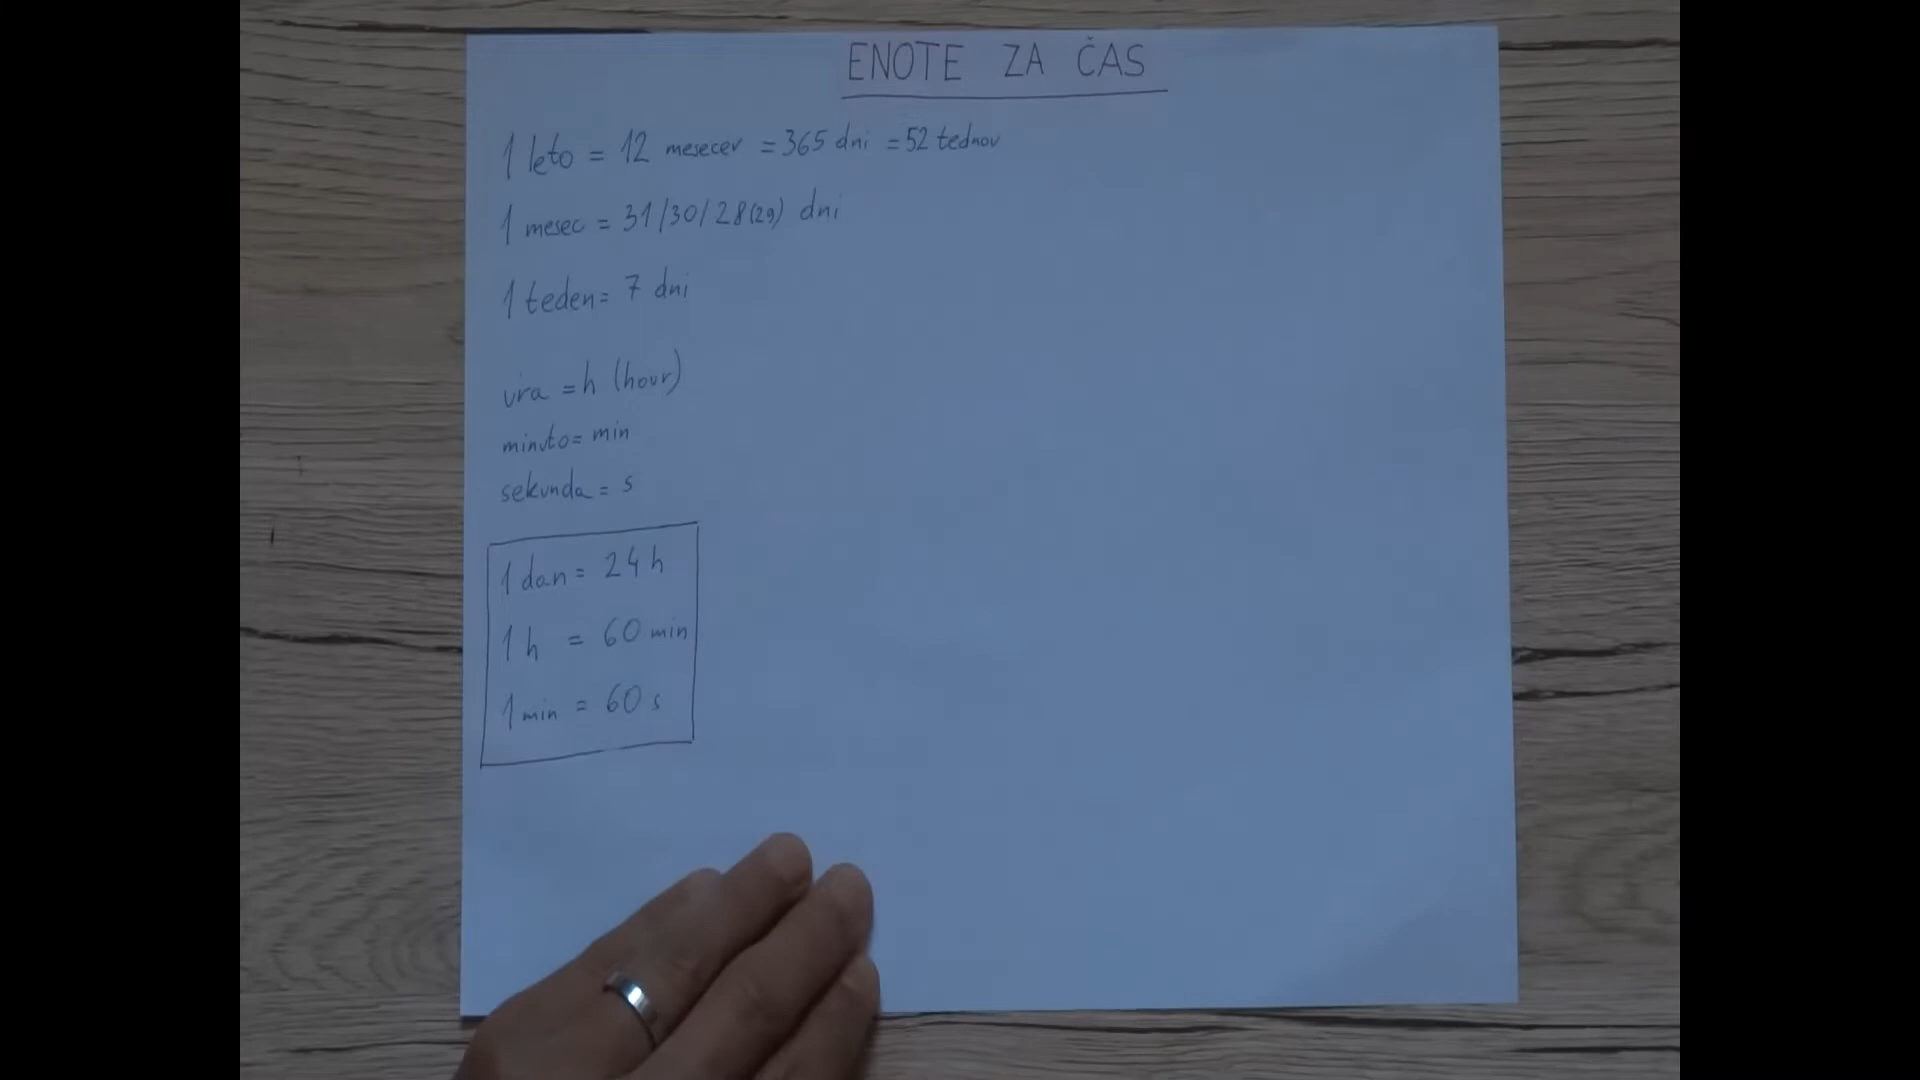 ENOTE ZA ČAS
1 leto = 12 mesecev = 365 dni = 52 tednov
1 mesec = 31/30/28(29) dni
1 teden = 7 dni
ura = h (hour)
minuto = min
sekunda = s
1 dan = 24 h
1 h = 60 min
1 min = 60 s